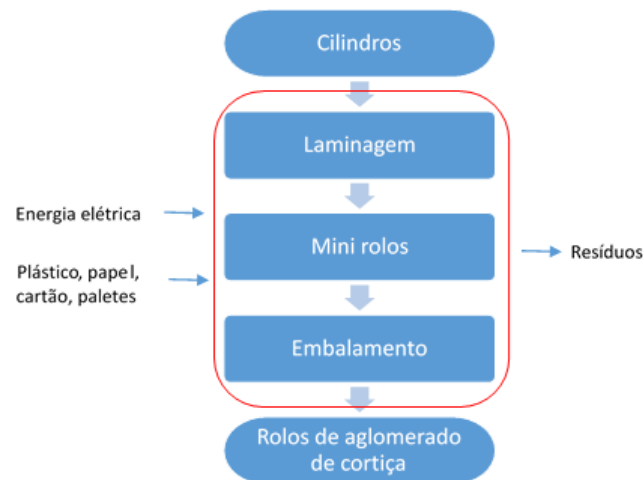 Cilindros
Laminagem
Energia elétrica
Mini rolos
Resíduos
Plástico, papel,
cartão, paletes
Embalamento
Rolos de aglomerado
de cortiça